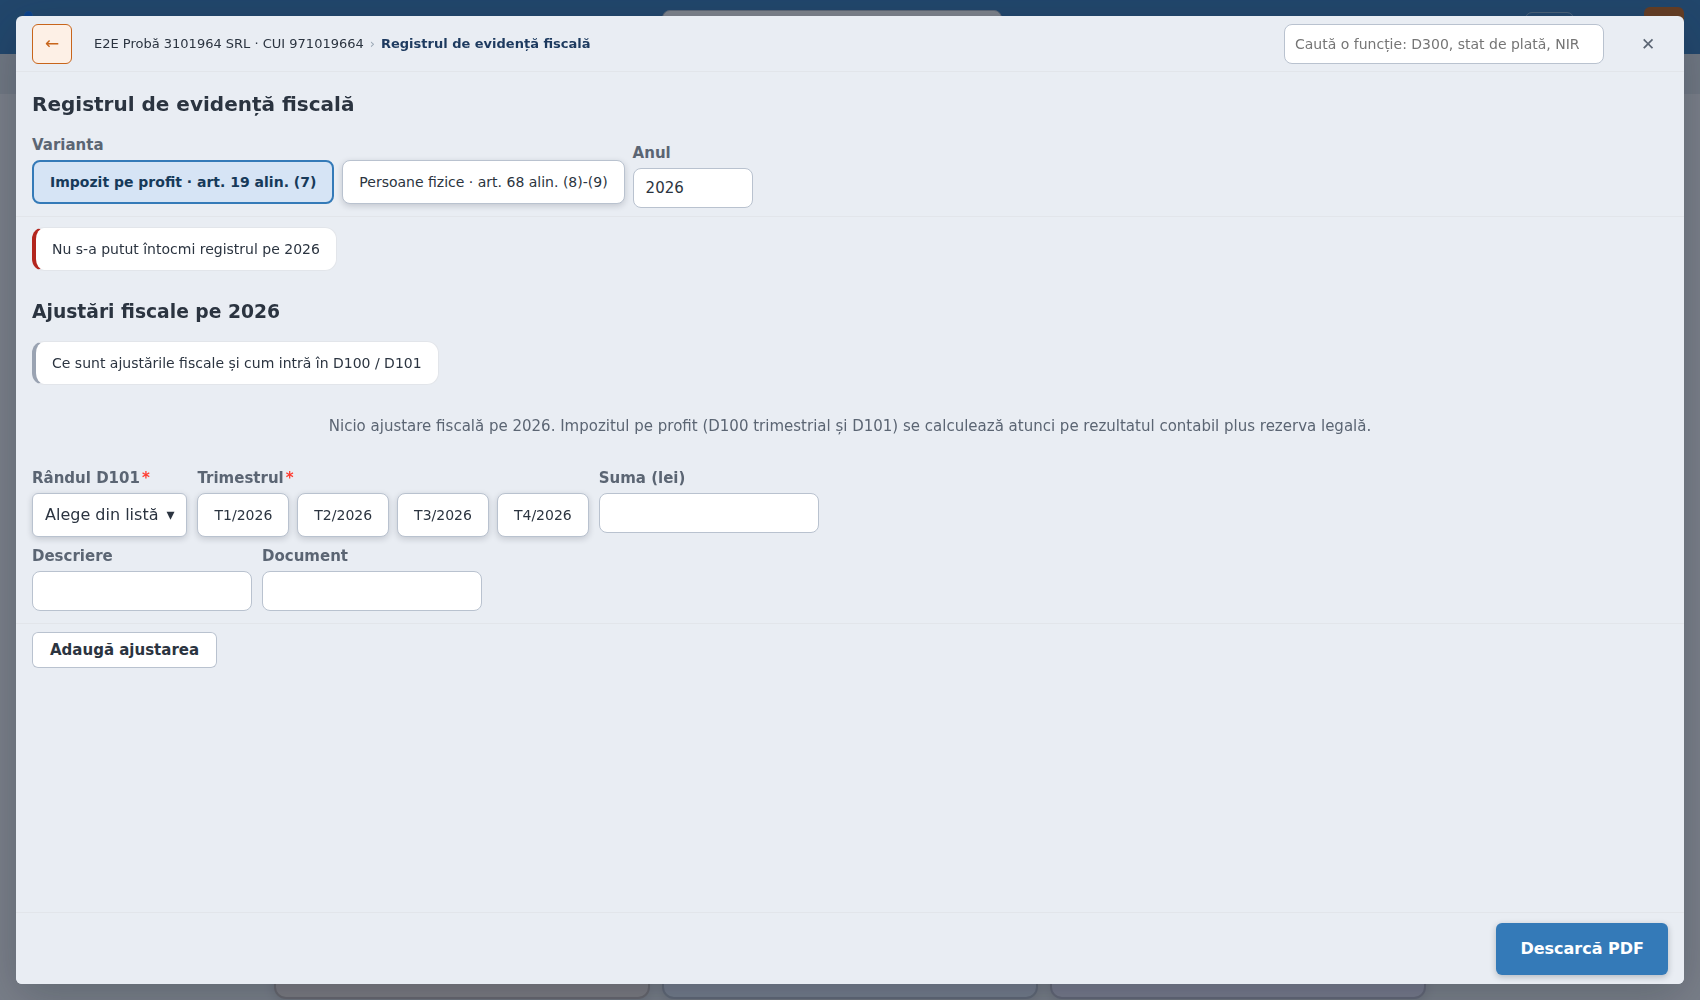 ←
E2E Probă 3101964 SRL · CUI 971019664 › Registrul de evidență fiscală
Caută o funcție: D300, stat de plată, NIR
✕
Registrul de evidență fiscală
Varianta
Anul
Impozit pe profit · art. 19 alin. (7)
Persoane fizice · art. 68 alin. (8)-(9)
2026
Nu s-a putut întocmi registrul pe 2026
Ajustări fiscale pe 2026
Ce sunt ajustările fiscale și cum intră în D100 / D101
Nicio ajustare fiscală pe 2026. Impozitul pe profit (D100 trimestrial și D101) se calculează atunci pe rezultatul contabil plus rezerva legală.
Rândul D101*
Trimestrul*
Suma (lei)
Alege din listă ▼
T1/2026
T2/2026
T3/2026
T4/2026
Descriere
Document
Adaugă ajustarea
Descarcă PDF